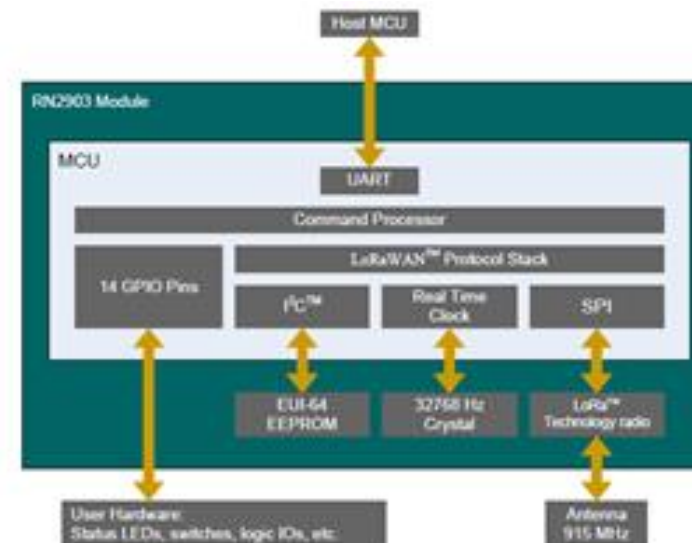 Host MCU
RN2903 Module
MCU
UART
Command Processor
14 GPIO Pins
LoRaWAN™ Protocol Stack
I²C™
Real Time
Clock
SPI
EUI-64
EEPROM
32768 Hz
Crystal
LoRa™
Technology radio
User Hardware:
Status LEDs, switches, logic IOs, etc.
Antenna
915 MHz